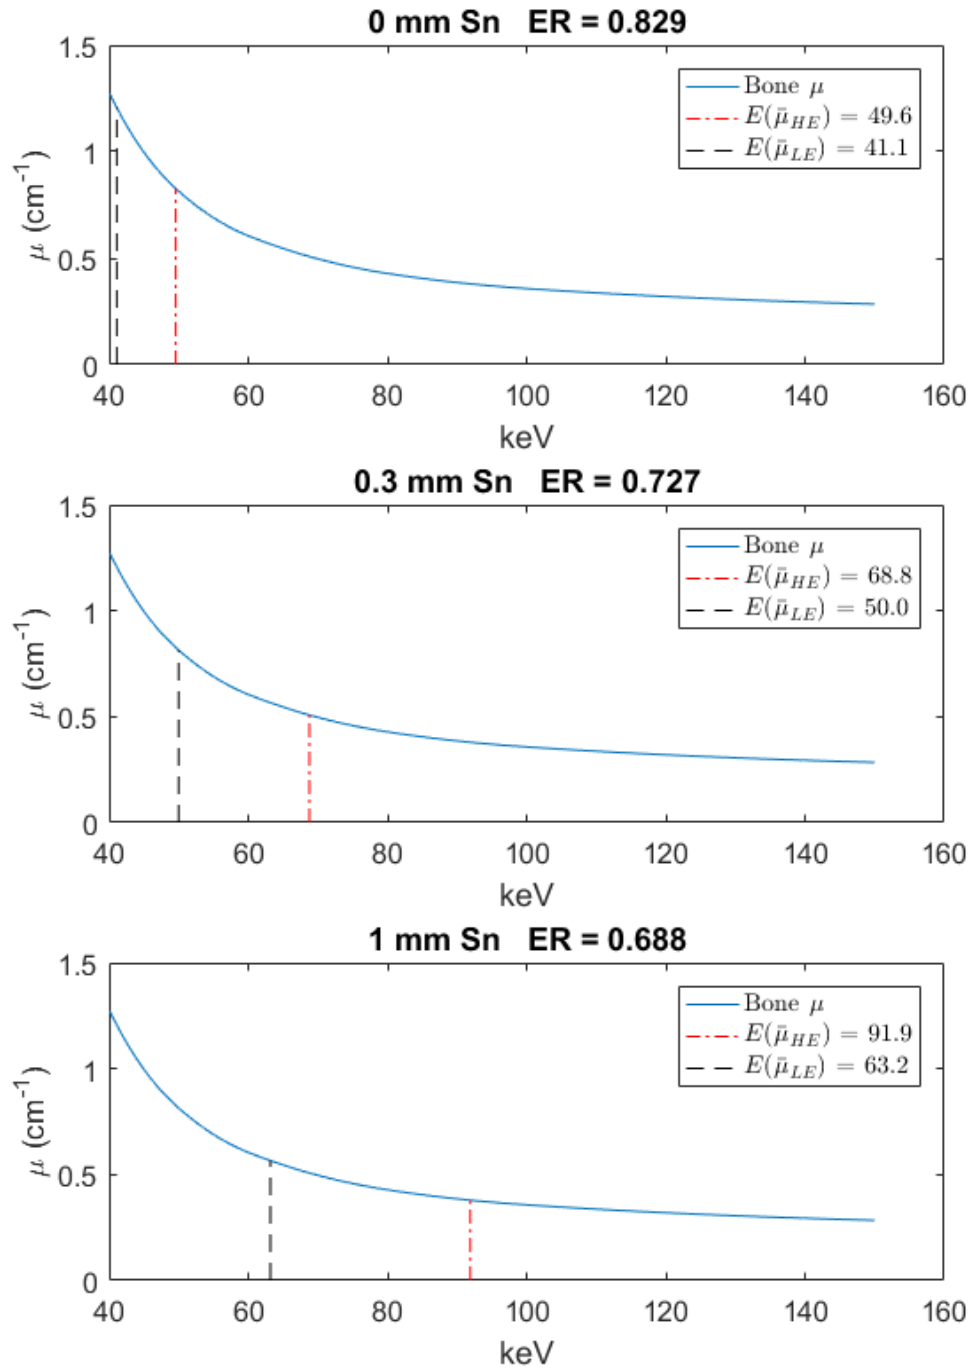 0 mm Sn   ER = 0.829
1.5
1
0.5
0
μ (cm⁻¹)
Bone μ
E(μ̄_HE) = 49.6
E(μ̄_LE) = 41.1
40 60 80 100 120 140 160
keV
0.3 mm Sn   ER = 0.727
1.5
1
0.5
0
μ (cm⁻¹)
Bone μ
E(μ̄_HE) = 68.8
E(μ̄_LE) = 50.0
40 60 80 100 120 140 160
keV
1 mm Sn   ER = 0.688
1.5
1
0.5
0
μ (cm⁻¹)
Bone μ
E(μ̄_HE) = 91.9
E(μ̄_LE) = 63.2
40 60 80 100 120 140 160
keV